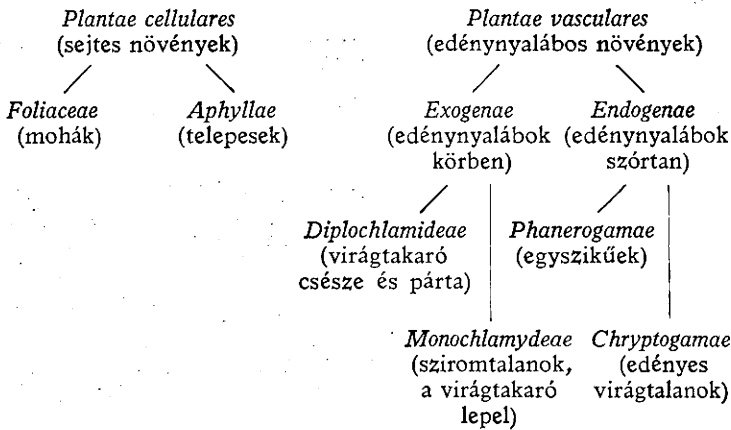 Plantae cellulares
(sejtes növények)
Plantae vasculares
(edénynyalábos növények)
Foliaceae
(mohák)
Aphyllae
(telepesek)
Exogenae
(edénynyalábok
körben)
Endogenae
(edénynyalábok
szórtan)
Diplochlamideae
(virágtakaró
csésze és párta)
Phanerogamae
(egyszikűek)
Monochlamydeae
(sziromtalanok,
a virágtakaró
lepel)
Chryptogamae
(edényes
virágtalanok)